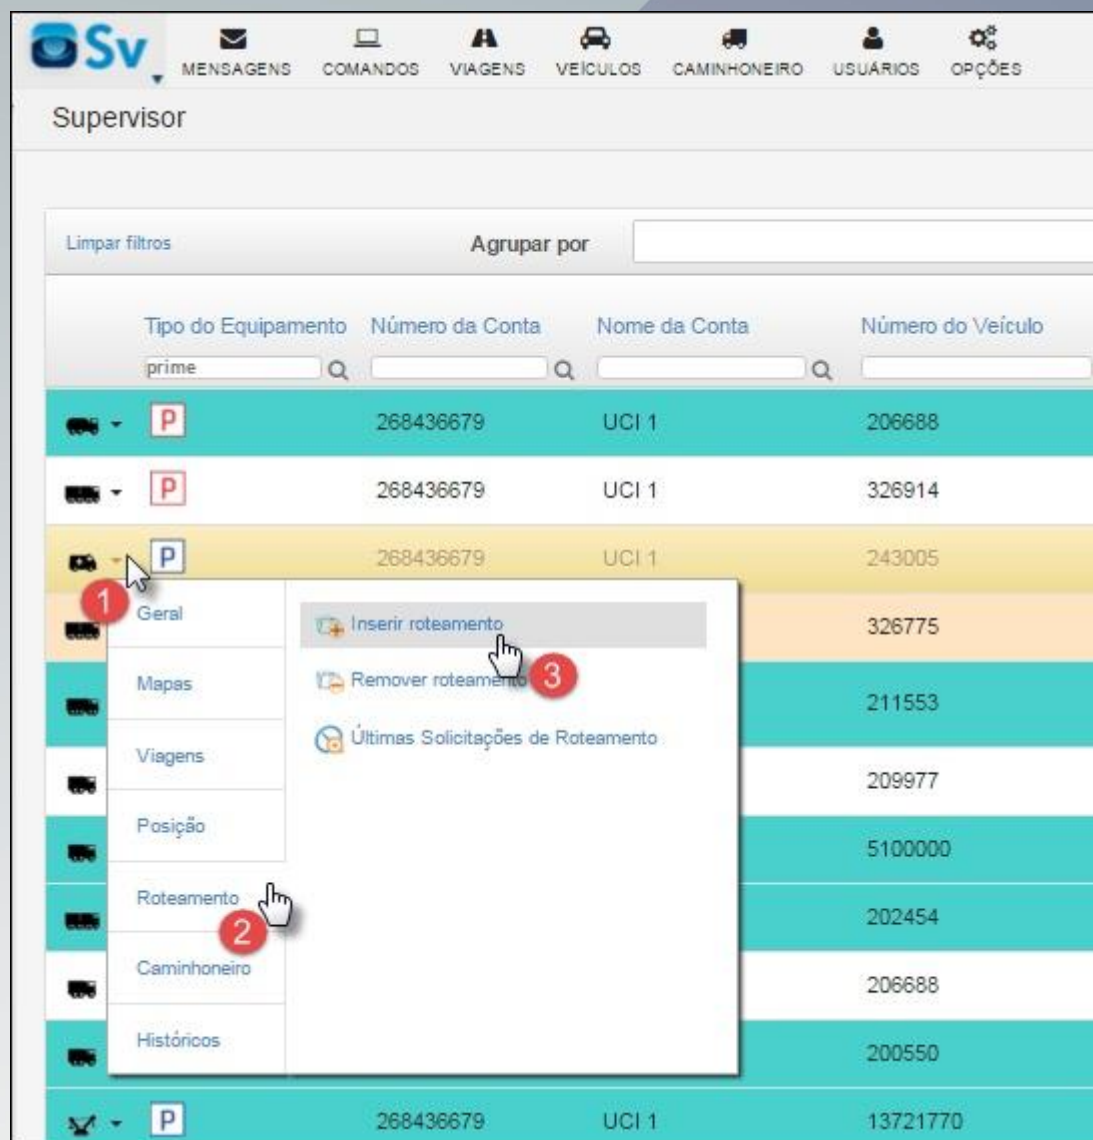 Sv
MENSAGENS COMANDOS VIAGENS VEÍCULOS CAMINHONEIRO USUÁRIOS OPÇÕES
Supervisor
Limpar filtros Agrupar por
Tipo do Equipamento Número da Conta Nome da Conta Número do Veículo
prime
P 268436679 UCI 1 206688
P 268436679 UCI 1 326914
P 268436679 UCI 1 243005
1
Geral Inserir roteamento 326775
3
Mapas Remover roteamento 211553
Últimas Solicitações de Roteamento
Viagens 209977
Posição 5100000
Roteamento 202454
2
Caminhoneiro 206688
Históricos 200550
P 268436679 UCI 1 13721770